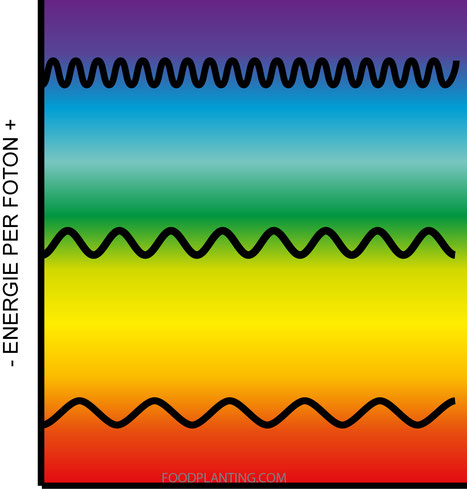 - ENERGIE PER FOTON +
FOODPLANTING.COM